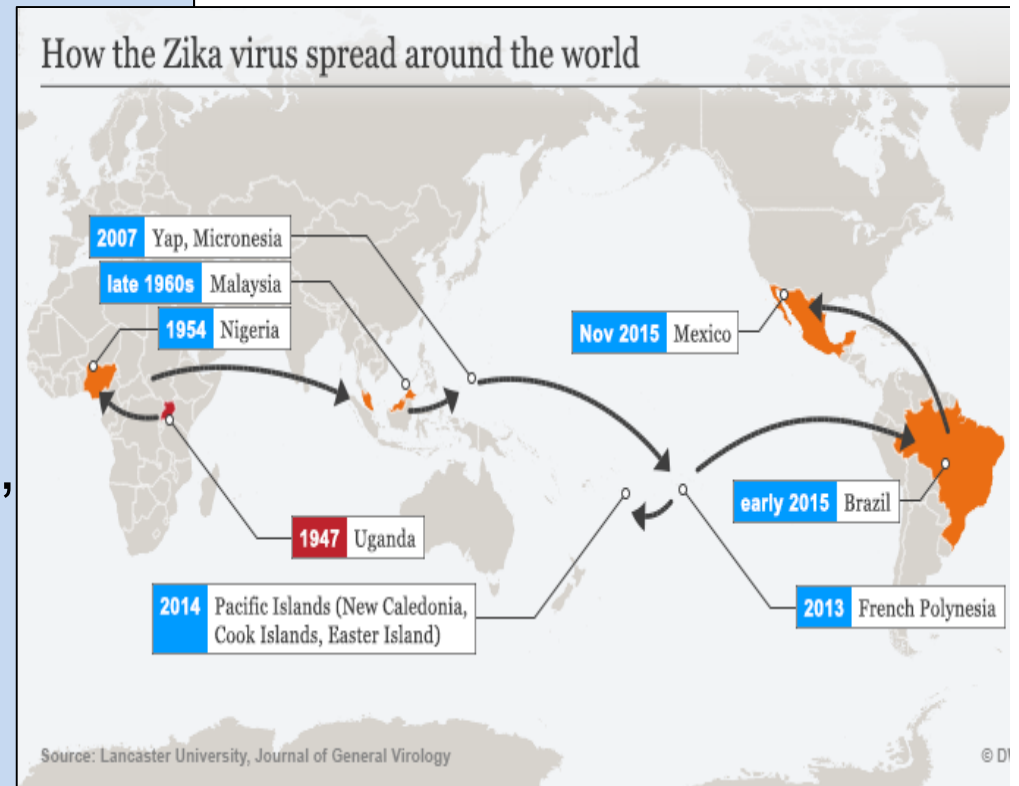 How the Zika virus spread around the world
2007 Yap, Micronesia
late 1960s Malaysia
1954 Nigeria
Nov 2015 Mexico
,
early 2015 Brazil
1947 Uganda
2014 Pacific Islands (New Caledonia,
Cook Islands, Easter Island)
2013 French Polynesia
Source: Lancaster University, Journal of General Virology
©